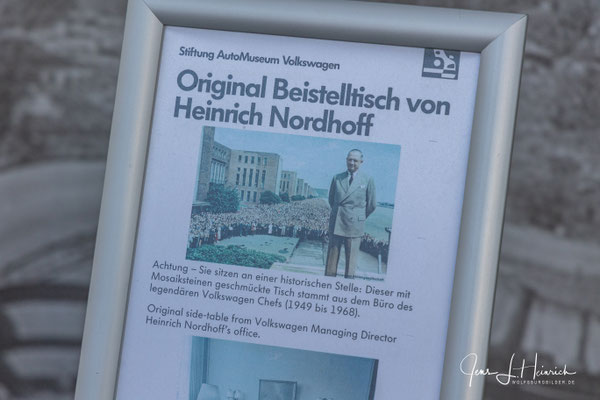 Stiftung AutoMuseum Volkswagen
Original Beistelltisch von
Heinrich Nordhoff
Achtung – Sie sitzen an einer historischen Stelle: Dieser mit
Mosaiksteinen geschmückte Tisch stammt aus dem Büro des
legendären Volkswagen Chefs (1949 bis 1968).
Original side-table from Volkswagen Managing Director
Heinrich Nordhoff's office.
Jens L. Heinrich
WOLFSBURGBILDER.DE